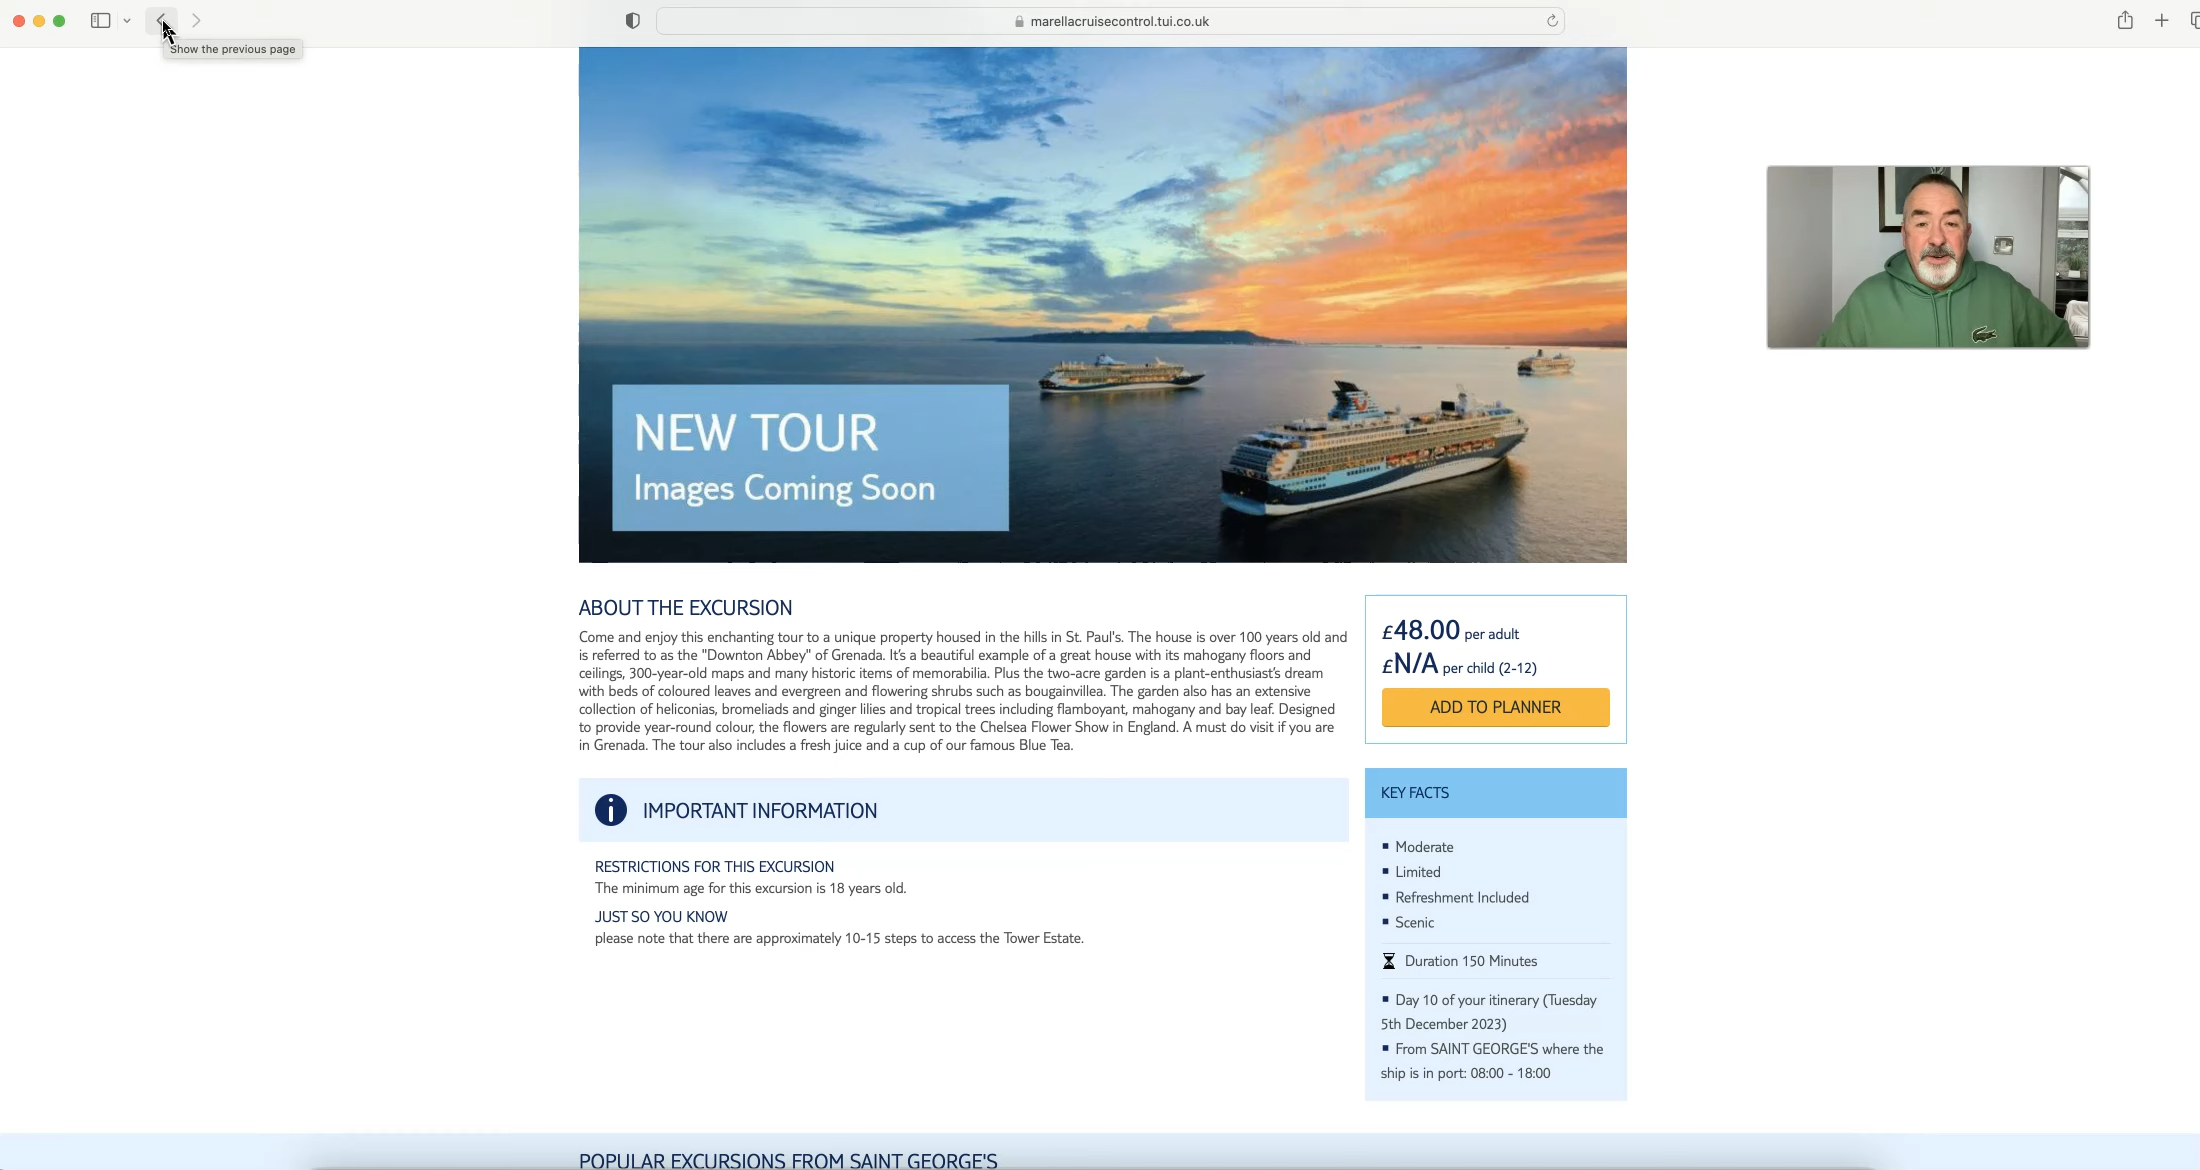 marellacruisecontrol.tui.co.uk
Show the previous page
NEW TOUR
Images Coming Soon
ABOUT THE EXCURSION
Come and enjoy this enchanting tour to a unique property housed in the hills in St. Paul's. The house is over 100 years old and
is referred to as the "Downton Abbey" of Grenada. It's a beautiful example of a great house with its mahogany floors and
ceilings, 300-year-old maps and many historic items of memorabilia. Plus the two-acre garden is a plant-enthusiast's dream
with beds of coloured leaves and evergreen and flowering shrubs such as bougainvillea. The garden also has an extensive
collection of heliconias, bromeliads and ginger lilies and tropical trees including flamboyant, mahogany and bay leaf. Designed
to provide year-round colour, the flowers are regularly sent to the Chelsea Flower Show in England. A must do visit if you are
in Grenada. The tour also includes a fresh juice and a cup of our famous Blue Tea.
IMPORTANT INFORMATION
RESTRICTIONS FOR THIS EXCURSION
The minimum age for this excursion is 18 years old.
JUST SO YOU KNOW
please note that there are approximately 10-15 steps to access the Tower Estate.
£48.00 per adult
£N/A per child (2-12)
ADD TO PLANNER
KEY FACTS
Moderate
Limited
Refreshment Included
Scenic
Duration 150 Minutes
Day 10 of your itinerary (Tuesday
5th December 2023)
From SAINT GEORGE'S where the
ship is in port: 08:00 - 18:00
POPULAR EXCURSIONS FROM SAINT GEORGE'S